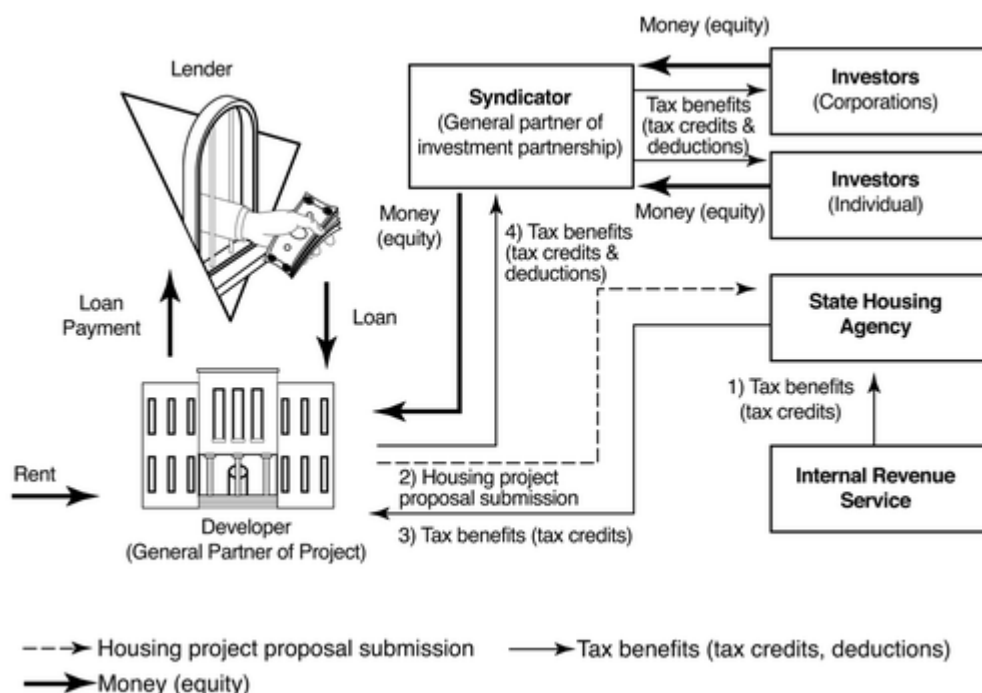 Money (equity)
Lender
Syndicator
(General partner of
investment partnership)
Investors
(Corporations)
Tax benefits
(tax credits &
deductions)
Investors
(Individual)
Money (equity)
Money
(equity)
4) Tax benefits
(tax credits &
deductions)
Loan
Payment
Loan
State Housing
Agency
1) Tax benefits
(tax credits)
Rent
2) Housing project
proposal submission
Internal Revenue
Service
Developer
(General Partner of Project)
3) Tax benefits (tax credits)
Housing project proposal submission
Tax benefits (tax credits, deductions)
Money (equity)